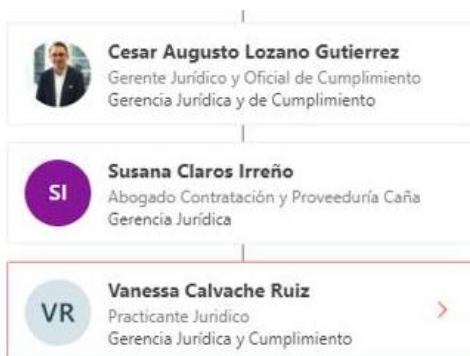 Cesar Augusto Lozano Gutierrez
Gerente Jurídico y Oficial de Cumplimiento
Gerencia Jurídica y de Cumplimiento
SI
Susana Claros Irreño
Abogado Contratación y Proveeduría Caña
Gerencia Jurídica
VR
Vanessa Calvache Ruiz
Practicante Juridico
Gerencia Jurídica y Cumplimiento